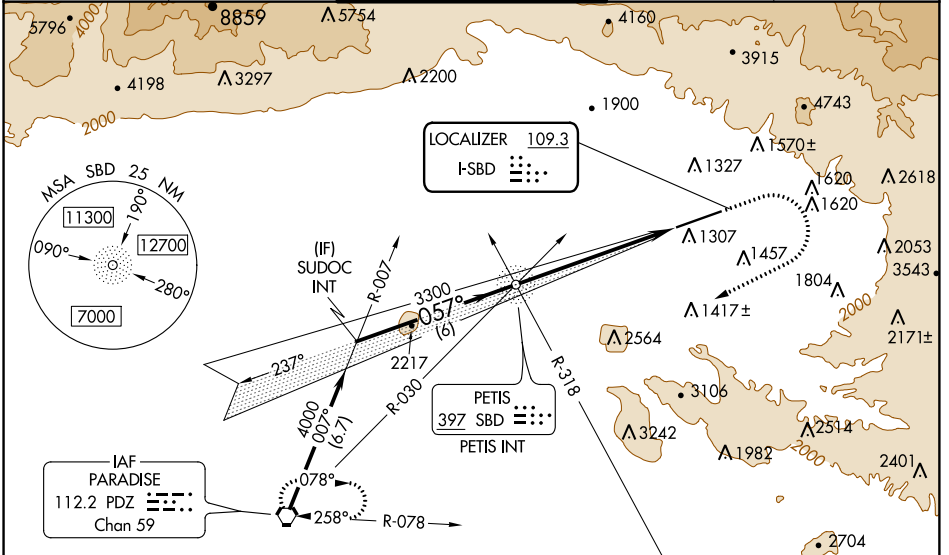 5796
4000
8859
5754
4160
3915
4198
3297
2200
2000
1900
4743
LOCALIZER 109.3
I-SBD
1570±
1327
1620
1620
2618
MSA SBD 25 NM
11300
190°
090°
12700
280°
7000
(IF)
SUDOC
INT
R-007
3300
057°
(6)
1307
1457
2053
3543
1804
2000
1417±
2171±
237°
2217
R-030
R-318
2564
4000
007°
(6.7)
PETIS
397 SBD
PETIS INT
3106
3242
1982
2514
2000
2401
IAF
PARADISE
112.2 PDZ
Chan 59
078°
258°
R-078
2704